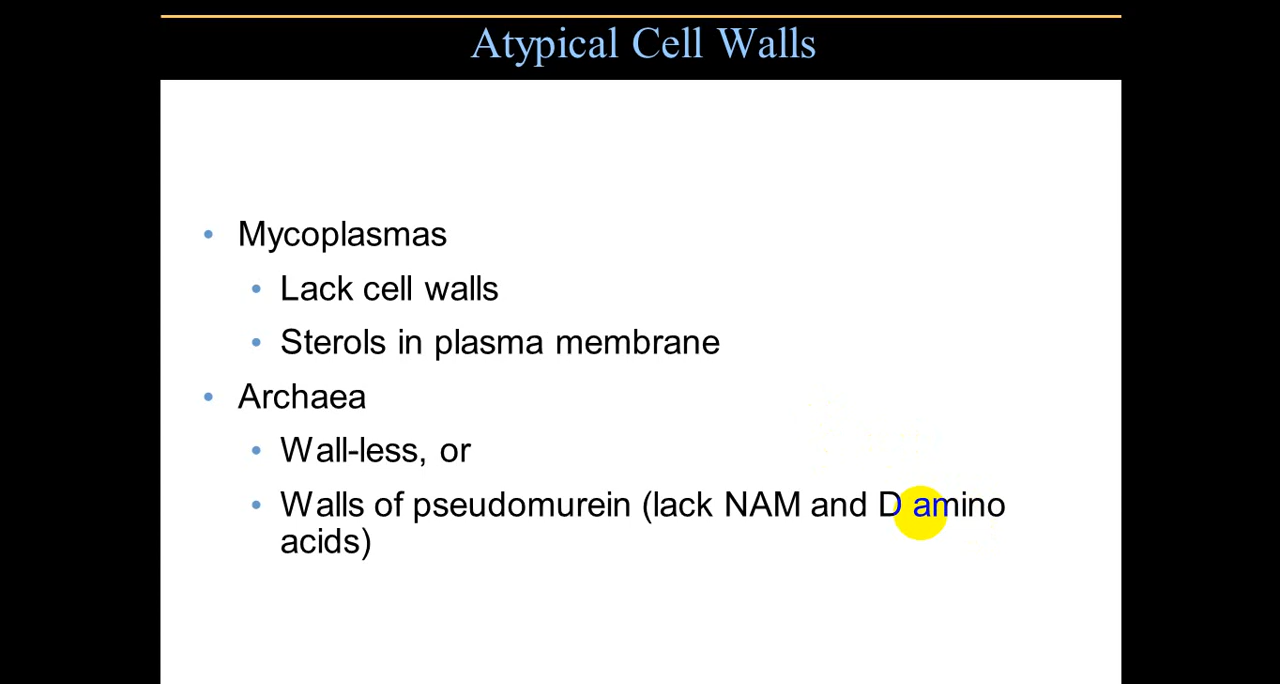 Atypical Cell Walls
• Mycoplasmas
• Lack cell walls
• Sterols in plasma membrane
• Archaea
• Wall-less, or
• Walls of pseudomurein (lack NAM and D amino
acids)